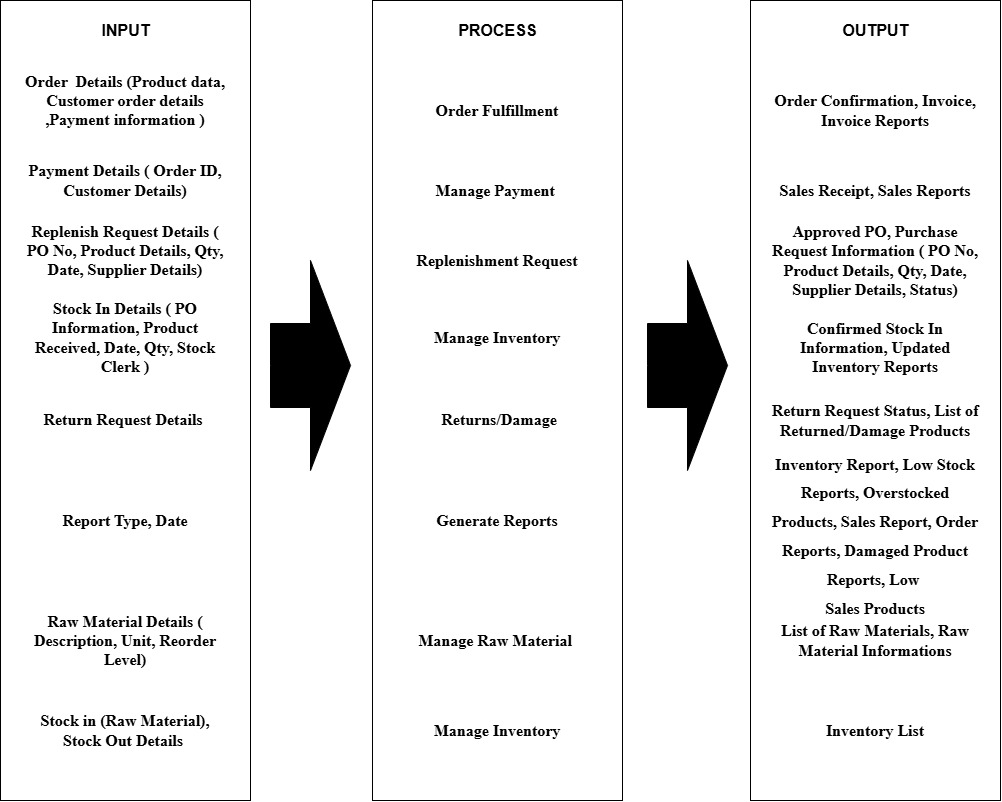 INPUT
Order  Details (Product data,
Customer order details
,Payment information )
Payment Details ( Order ID,
Customer Details)
Replenish Request Details (
PO No, Product Details, Qty,
Date, Supplier Details)
Stock In Details ( PO
Information, Product
Received, Date, Qty, Stock
Clerk )
Return Request Details
Report Type, Date
Raw Material Details (
Description, Unit, Reorder
Level)
Stock in (Raw Material),
Stock Out Details
PROCESS
Order Fulfillment
Manage Payment
Replenishment Request
Manage Inventory
Returns/Damage
Generate Reports
Manage Raw Material
Manage Inventory
OUTPUT
Order Confirmation, Invoice,
Invoice Reports
Sales Receipt, Sales Reports
Approved PO, Purchase
Request Information ( PO No,
Product Details, Qty, Date,
Supplier Details, Status)
Confirmed Stock In
Information, Updated
Inventory Reports
Return Request Status, List of
Returned/Damage Products
Inventory Report, Low Stock
Reports, Overstocked
Products, Sales Report, Order
Reports, Damaged Product
Reports, Low
Sales Products
List of Raw Materials, Raw
Material Informations
Inventory List